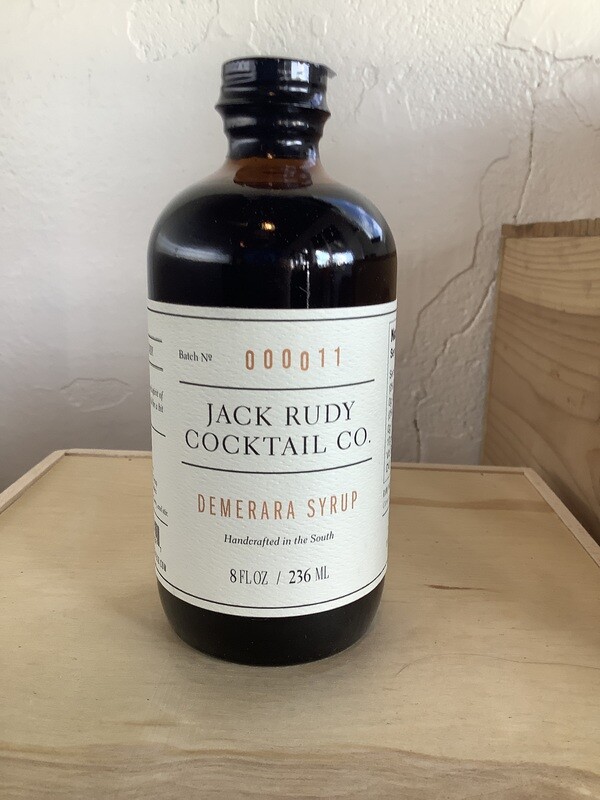 Batch Nº 000011
JACK RUDY
COCKTAIL CO.
DEMERARA SYRUP
Handcrafted in the South
8 FL OZ / 236 ML